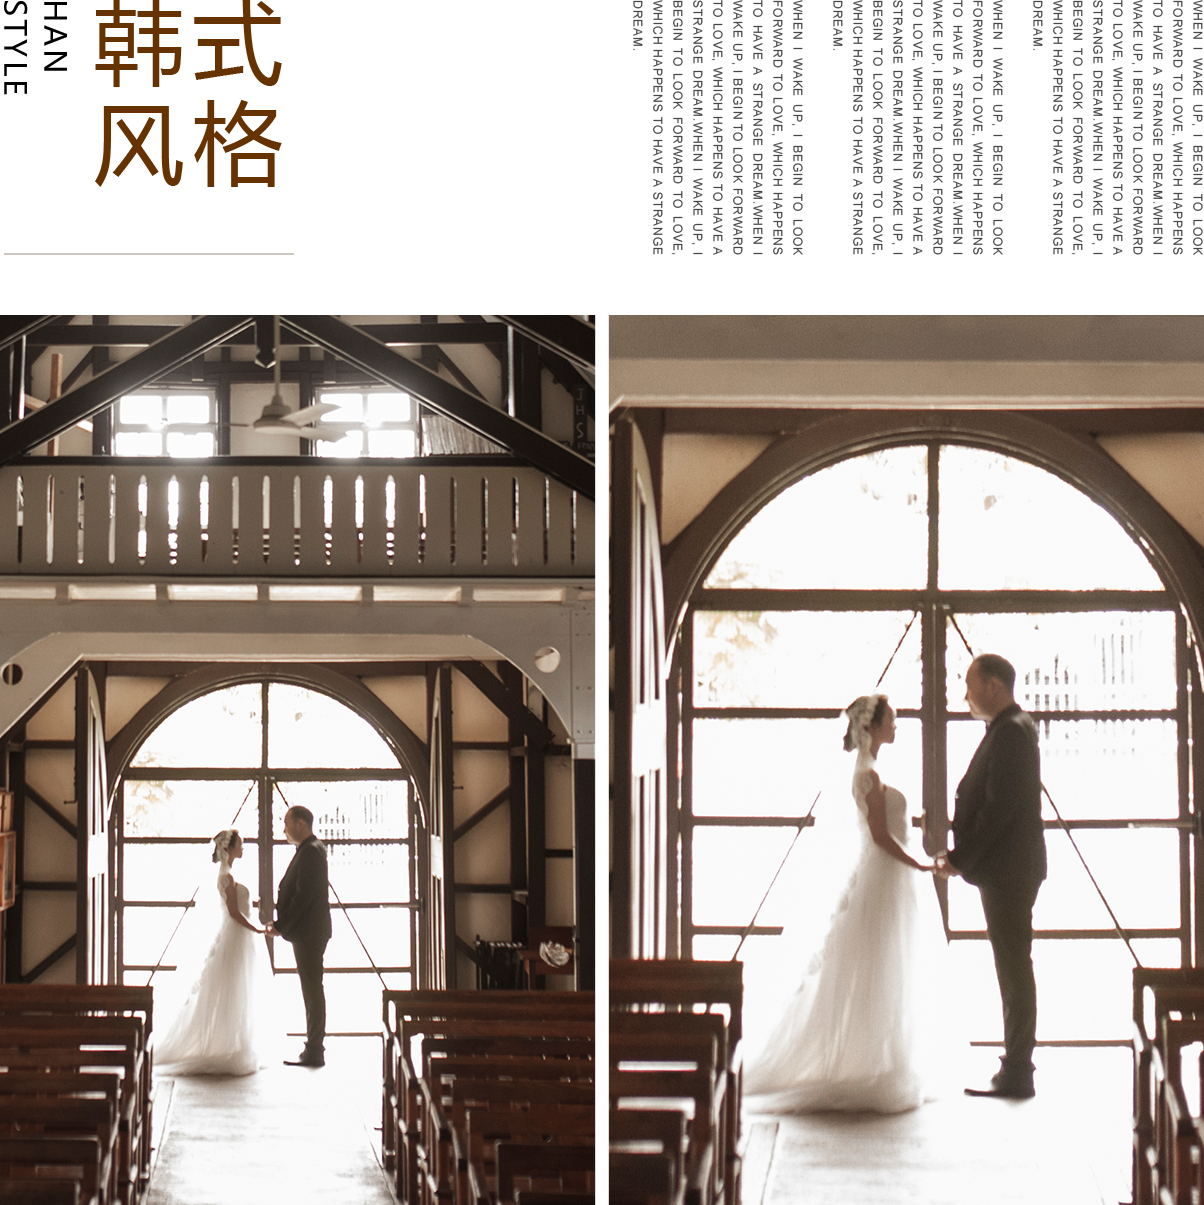 韩式
风格
HAN
STYLE
WHEN I WAKE UP, I BEGIN TO LOOK
FORWARD TO LOVE, WHICH HAPPENS
TO HAVE A STRANGE DREAM.WHEN I
WAKE UP, I BEGIN TO LOOK FORWARD
TO LOVE, WHICH HAPPENS TO HAVE A
STRANGE DREAM.WHEN I WAKE UP, I
BEGIN TO LOOK FORWARD TO LOVE,
WHICH HAPPENS TO HAVE A STRANGE
DREAM.
WHEN I WAKE UP, I BEGIN TO LOOK
FORWARD TO LOVE, WHICH HAPPENS
TO HAVE A STRANGE DREAM.WHEN I
WAKE UP, I BEGIN TO LOOK FORWARD
TO LOVE, WHICH HAPPENS TO HAVE A
STRANGE DREAM.WHEN I WAKE UP, I
BEGIN TO LOOK FORWARD TO LOVE,
WHICH HAPPENS TO HAVE A STRANGE
DREAM.
WHEN I WAKE UP, I BEGIN TO LOOK
FORWARD TO LOVE, WHICH HAPPENS
TO HAVE A STRANGE DREAM.WHEN I
WAKE UP, I BEGIN TO LOOK FORWARD
TO LOVE, WHICH HAPPENS TO HAVE A
STRANGE DREAM.WHEN I WAKE UP, I
BEGIN TO LOOK FORWARD TO LOVE,
WHICH HAPPENS TO HAVE A STRANGE
DREAM.
JHS